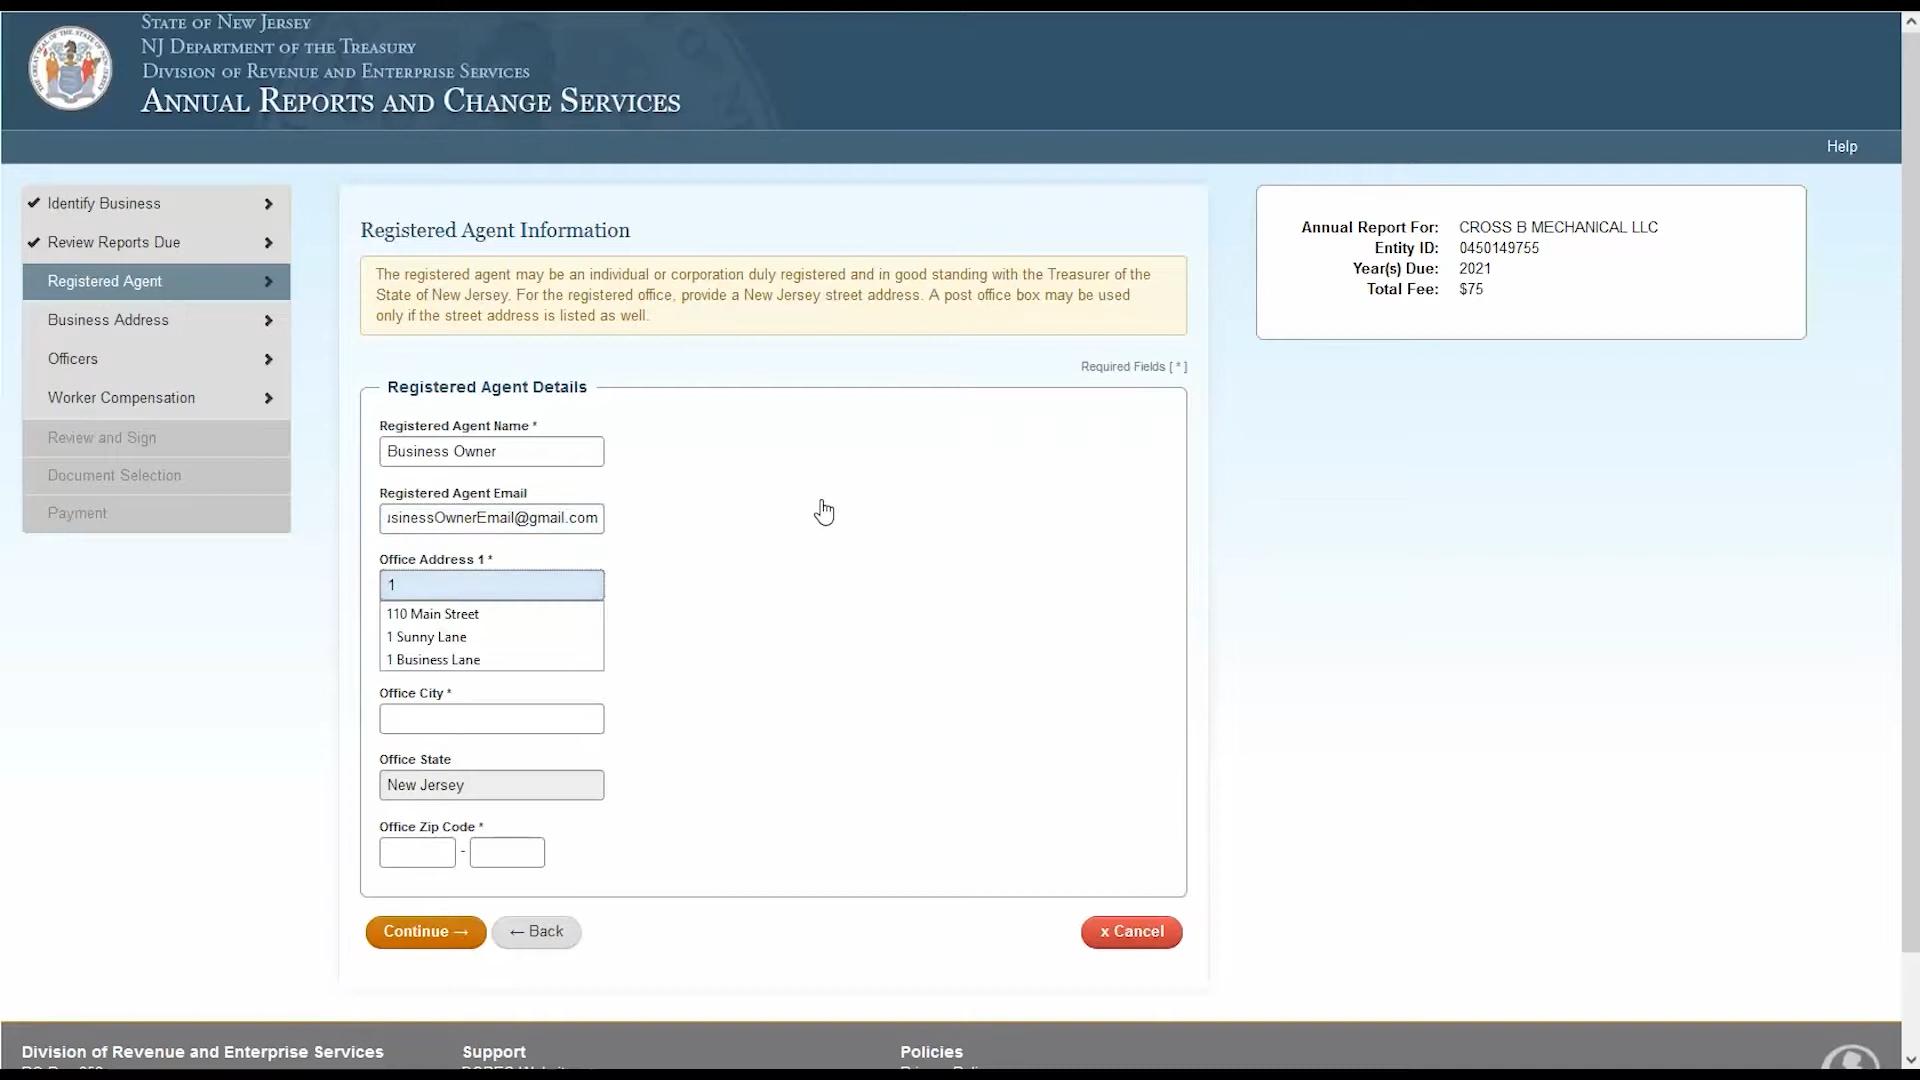 STATE OF NEW JERSEY
NJ DEPARTMENT OF THE TREASURY
DIVISION OF REVENUE AND ENTERPRISE SERVICES
ANNUAL REPORTS AND CHANGE SERVICES
Help
Identify Business
Review Reports Due
Registered Agent
Business Address
Officers
Worker Compensation
Review and Sign
Document Selection
Payment
Registered Agent Information
The registered agent may be an individual or corporation duly registered and in good standing with the Treasurer of the
State of New Jersey. For the registered office, provide a New Jersey street address. A post office box may be used
only if the street address is listed as well.
Required Fields [ * ]
Registered Agent Details
Registered Agent Name *
Business Owner
Registered Agent Email
usinessOwnerEmail@gmail.com
Office Address 1 *
1
110 Main Street
1 Sunny Lane
1 Business Lane
Office City *
Office State
New Jersey
Office Zip Code *
-
Continue →
← Back
x Cancel
Annual Report For: CROSS B MECHANICAL LLC
Entity ID: 0450149755
Year(s) Due: 2021
Total Fee: $75
Division of Revenue and Enterprise Services
Support
Policies